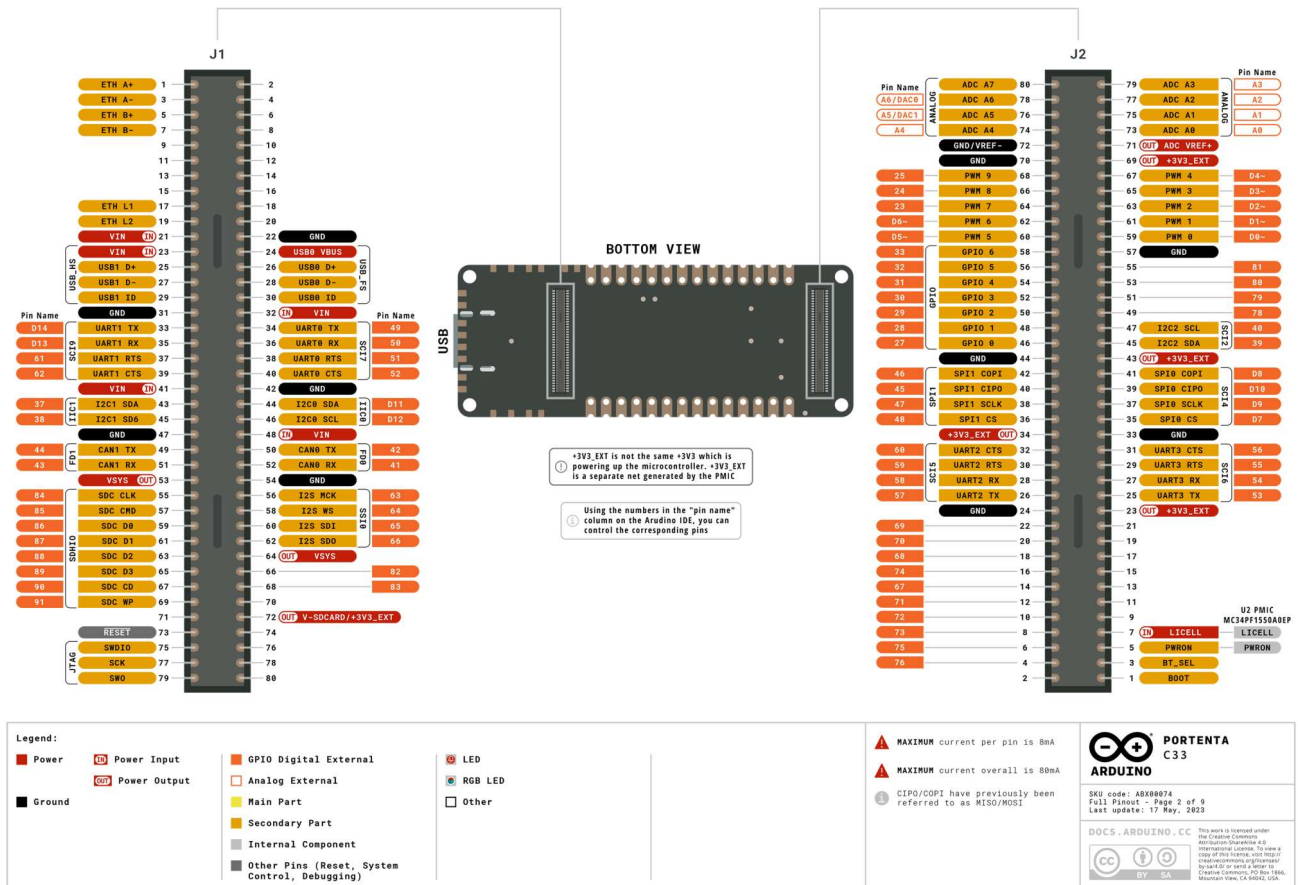 J1
ETH A+ 1 2
ETH A- 3 4
ETH B+ 5 6
ETH B- 7 8
9 10
11 12
13 14
15 16
ETH L1 17 18
ETH L2 19 20
VIN IN 21 22 GND
USB_HS
VIN IN 23 24 USB0 VBUS
USB1 D+ 25 26 USB0 D+
USB1 D- 27 28 USB0 D-
USB1 ID 29 30 USB0 ID
USB_FS
Pin Name GND 31 32 IN VIN Pin Name
D14 UART1 TX 33 34 UART0 TX 49
D13 UART1 RX 35 36 UART0 RX 50
61 UART1 RTS 37 38 UART0 RTS 51
62 UART1 CTS 39 40 UART0 CTS 52
SCI9
SCI7
VIN IN 41 42 GND
37 I2C1 SDA 43 44 I2C0 SDA D11
38 I2C1 SD6 45 46 I2C0 SCL D12
IIC1
IIC0
GND 47 48 IN VIN
44 CAN1 TX 49 50 CAN0 TX 42
43 CAN1 RX 51 52 CAN0 RX 41
FD1
FD0
VSYS OUT 53 54 GND
84 SDC CLK 55 56 I2S MCK 63
85 SDC CMD 57 58 I2S WS 64
86 SDC D0 59 60 I2S SDI 65
87 SDC D1 61 62 I2S SDO 66
SSI0
88 SDC D2 63 64 OUT VSYS
89 SDC D3 65 66 82
90 SDC CD 67 68 83
91 SDC WP 69 70
SDHIO
71 72 OUT V-SDCARD/+3V3_EXT
RESET 73 74
SWDIO 75 76
SCK 77 78
SWO 79 80
JTAG
BOTTOM VIEW
USB
+3V3_EXT is not the same +3V3 which is
powering up the microcontroller. +3V3_EXT
is a separate net generated by the PMIC
Using the numbers in the "pin name"
column on the Arudino IDE, you can
control the corresponding pins
J2
Pin Name
Pin Name
ADC A7 80 79 ADC A3 A3
A6/DAC0 ADC A6 78 77 ADC A2 A2
A5/DAC1 ADC A5 76 75 ADC A1 A1
A4 ADC A4 74 73 ADC A0 A0
ANALOG
ANALOG
GND/VREF- 72 71 OUT ADC VREF+
GND 70 69 OUT +3V3_EXT
25 PWM 9 68 67 PWM 4 D4~
24 PWM 8 66 65 PWM 3 D3~
23 PWM 7 64 63 PWM 2 D2~
D6~ PWM 6 62 61 PWM 1 D1~
D5~ PWM 5 60 59 PWM 0 D0~
33 GPIO 6 58 57 GND
32 GPIO 5 56 55 81
31 GPIO 4 54 53 80
30 GPIO 3 52 51 79
29 GPIO 2 50 49 78
28 GPIO 1 48 47 I2C2 SCL 40
27 GPIO 0 46 45 I2C2 SDA 39
GPIO
SCI2
GND 44 43 OUT +3V3_EXT
46 SPI1 COPI 42 41 SPI0 COPI D8
45 SPI1 CIPO 40 39 SPI0 CIPO D10
47 SPI1 SCLK 38 37 SPI0 SCLK D9
48 SPI1 CS 36 35 SPI0 CS D7
SPI1
SCI4
+3V3_EXT OUT 34 33 GND
60 UART2 CTS 32 31 UART3 CTS 56
59 UART2 RTS 30 29 UART3 RTS 55
58 UART2 RX 28 27 UART3 RX 54
57 UART2 TX 26 25 UART3 TX 53
SCI5
SCI6
GND 24 23 OUT +3V3_EXT
69 22 21
70 20 19
68 18 17
74 16 15
67 14 13
71 12 11
72 10 9
U2 PMIC
MC34PF1550A0EP
73 8 7 IN LICELL LICELL
75 6 5 PWRON PWRON
76 4 3 BT_SEL
2 1 BOOT
Legend:
Power
IN Power Input
OUT Power Output
Ground
GPIO Digital External
Analog External
Main Part
Secondary Part
Internal Component
Other Pins (Reset, System
Control, Debugging)
LED
RGB LED
Other
MAXIMUM current per pin is 8mA
MAXIMUM current overall is 80mA
CIPO/COPI have previously been
referred to as MISO/MOSI
ARDUINO
PORTENTA
C33
SKU code: ABX00074
Full Pinout - Page 2 of 9
Last update: 17 May, 2023
DOCS.ARDUINO.CC
CC BY SA
This work is licensed under
the Creative Commons
Attribution-ShareAlike 4.0
International License. To view a
copy of this license, visit http://
creativecommons.org/licenses/
by-sa/4.0/ or send a letter to
Creative Commons, PO Box 1866,
Mountain View, CA 94042, USA.